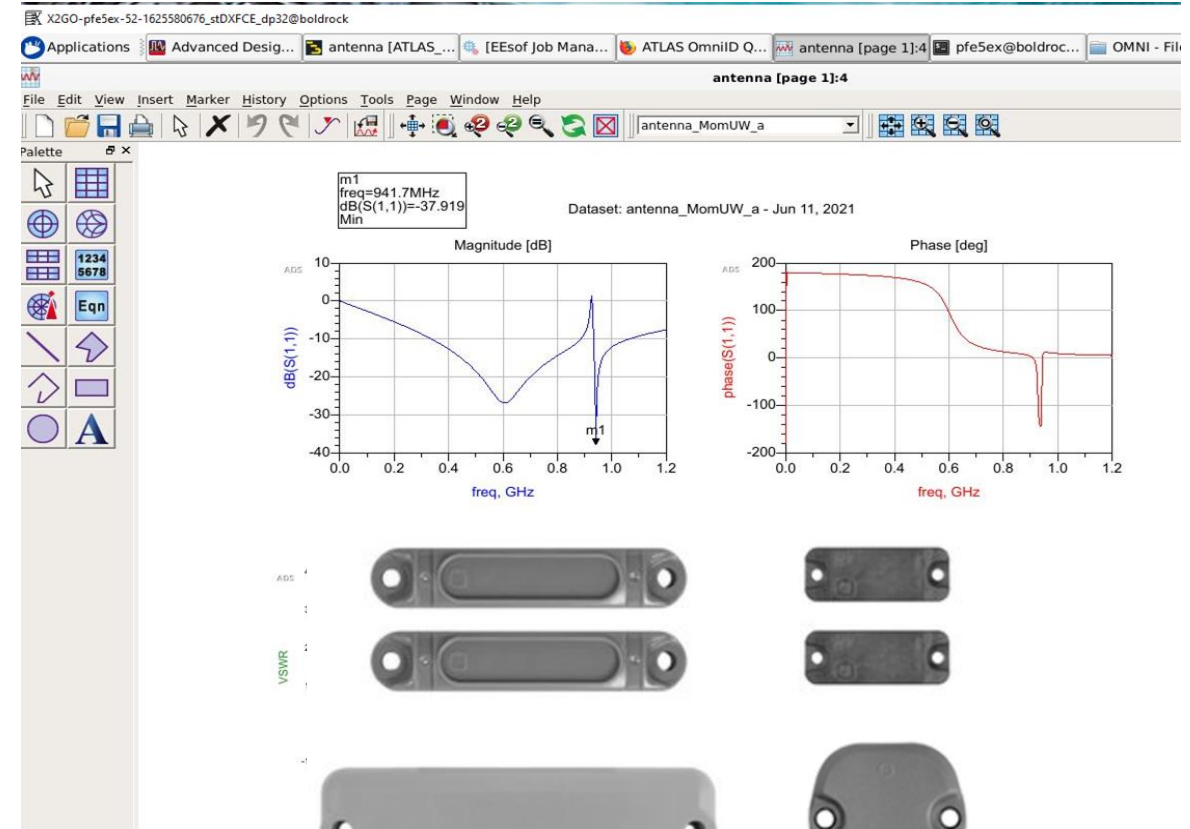 X2GO-pfe5ex-52-1625580676_stDXFCE_dp32@boldrock
Applications Advanced Desig... antenna [ATLAS_... [EEsof Job Mana... ATLAS OmniID Q... antenna [page 1]:4 pfe5ex@boldroc... OMNI - File
antenna [page 1]:4
File Edit View Insert Marker History Options Tools Page Window Help
antenna_MomUW_a
Palette
m1
freq=941.7MHz
dB(S(1,1))=-37.919
Min
Dataset: antenna_MomUW_a - Jun 11, 2021
1234
5678
Eqn
A
Magnitude [dB]
ADS
10
0
-10
-20
-30
-40
dB(S(1,1))
m1
0.0 0.2 0.4 0.6 0.8 1.0 1.2
freq, GHz
Phase [deg]
ADS
200
100
0
-100
-200
phase(S(1,1))
0.0 0.2 0.4 0.6 0.8 1.0 1.2
freq, GHz
ADS
VSWR